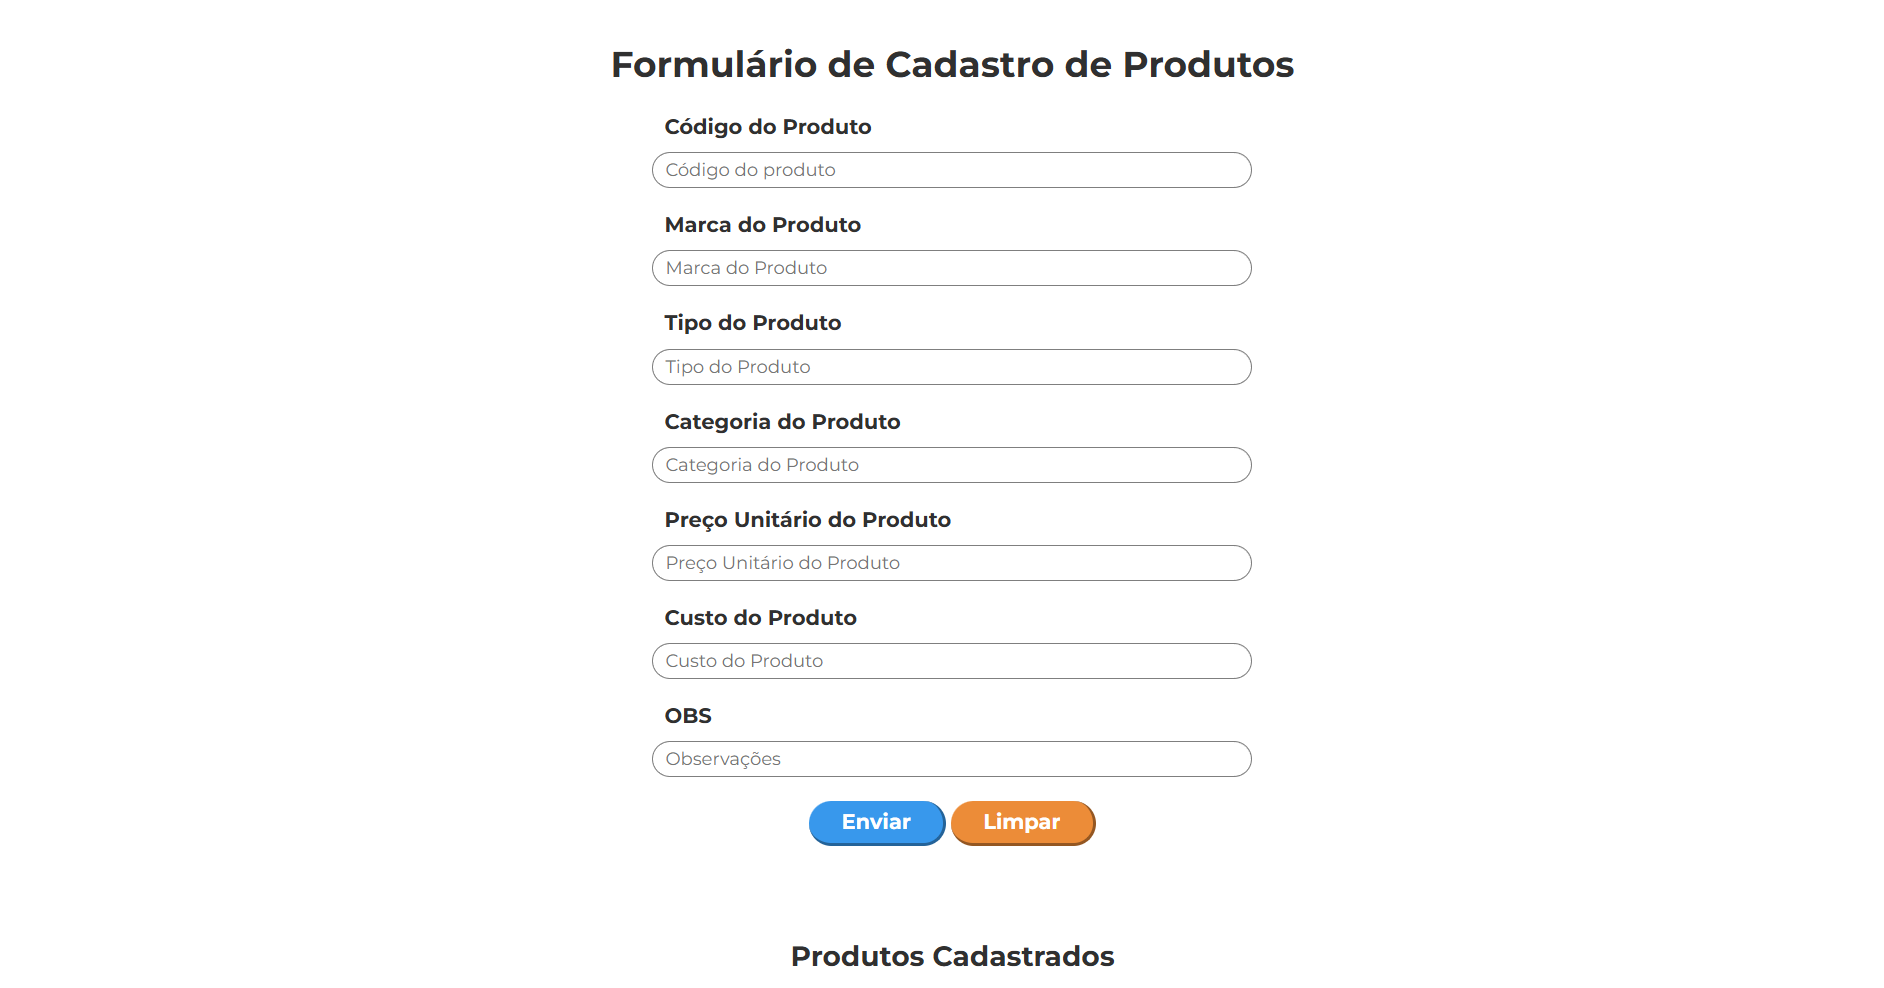 Formulário de Cadastro de Produtos
Código do Produto
Código do produto
Marca do Produto
Marca do Produto
Tipo do Produto
Tipo do Produto
Categoria do Produto
Categoria do Produto
Preço Unitário do Produto
Preço Unitário do Produto
Custo do Produto
Custo do Produto
OBS
Observações
Enviar Limpar
Produtos Cadastrados